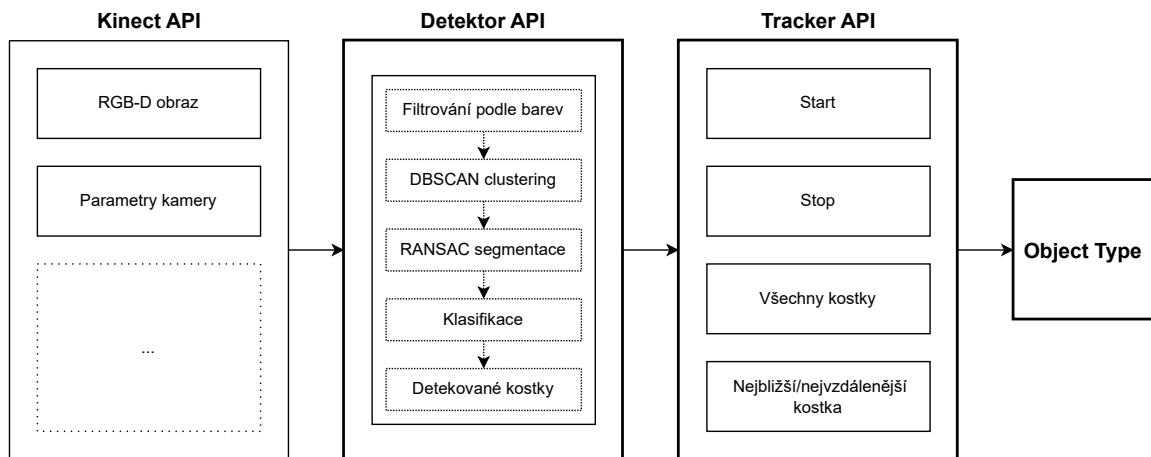 Kinect API
RGB-D obraz
Parametry kamery
...
Detektor API
Filtrování podle barev
DBSCAN clustering
RANSAC segmentace
Klasifikace
Detekované kostky
Tracker API
Start
Stop
Všechny kostky
Nejbližší/nejvzdálenější
kostka
Object Type